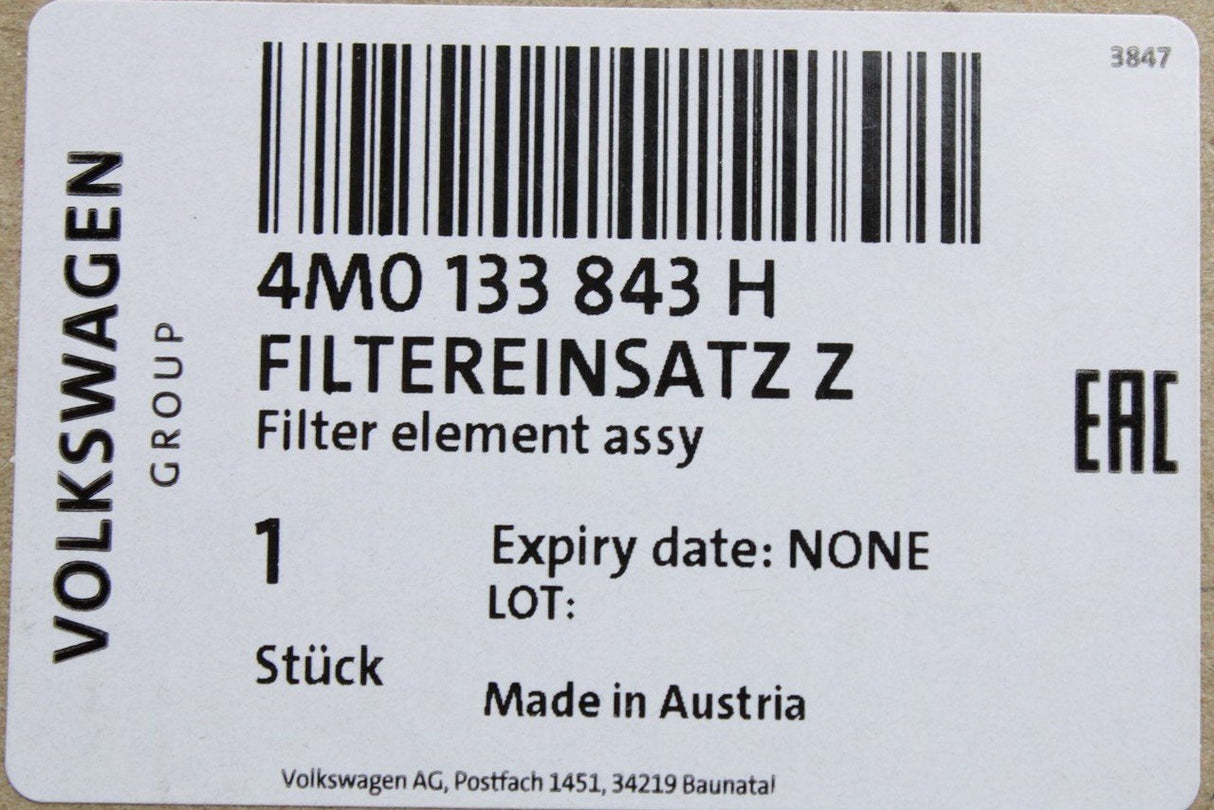 3847
VOLKSWAGEN
GROUP
4M0 133 843 H
FILTEREINSATZ Z
Filter element assy
EAC
1
Expiry date: NONE
LOT:
Stück
Made in Austria
Volkswagen AG, Postfach 1451, 34219 Baunatal